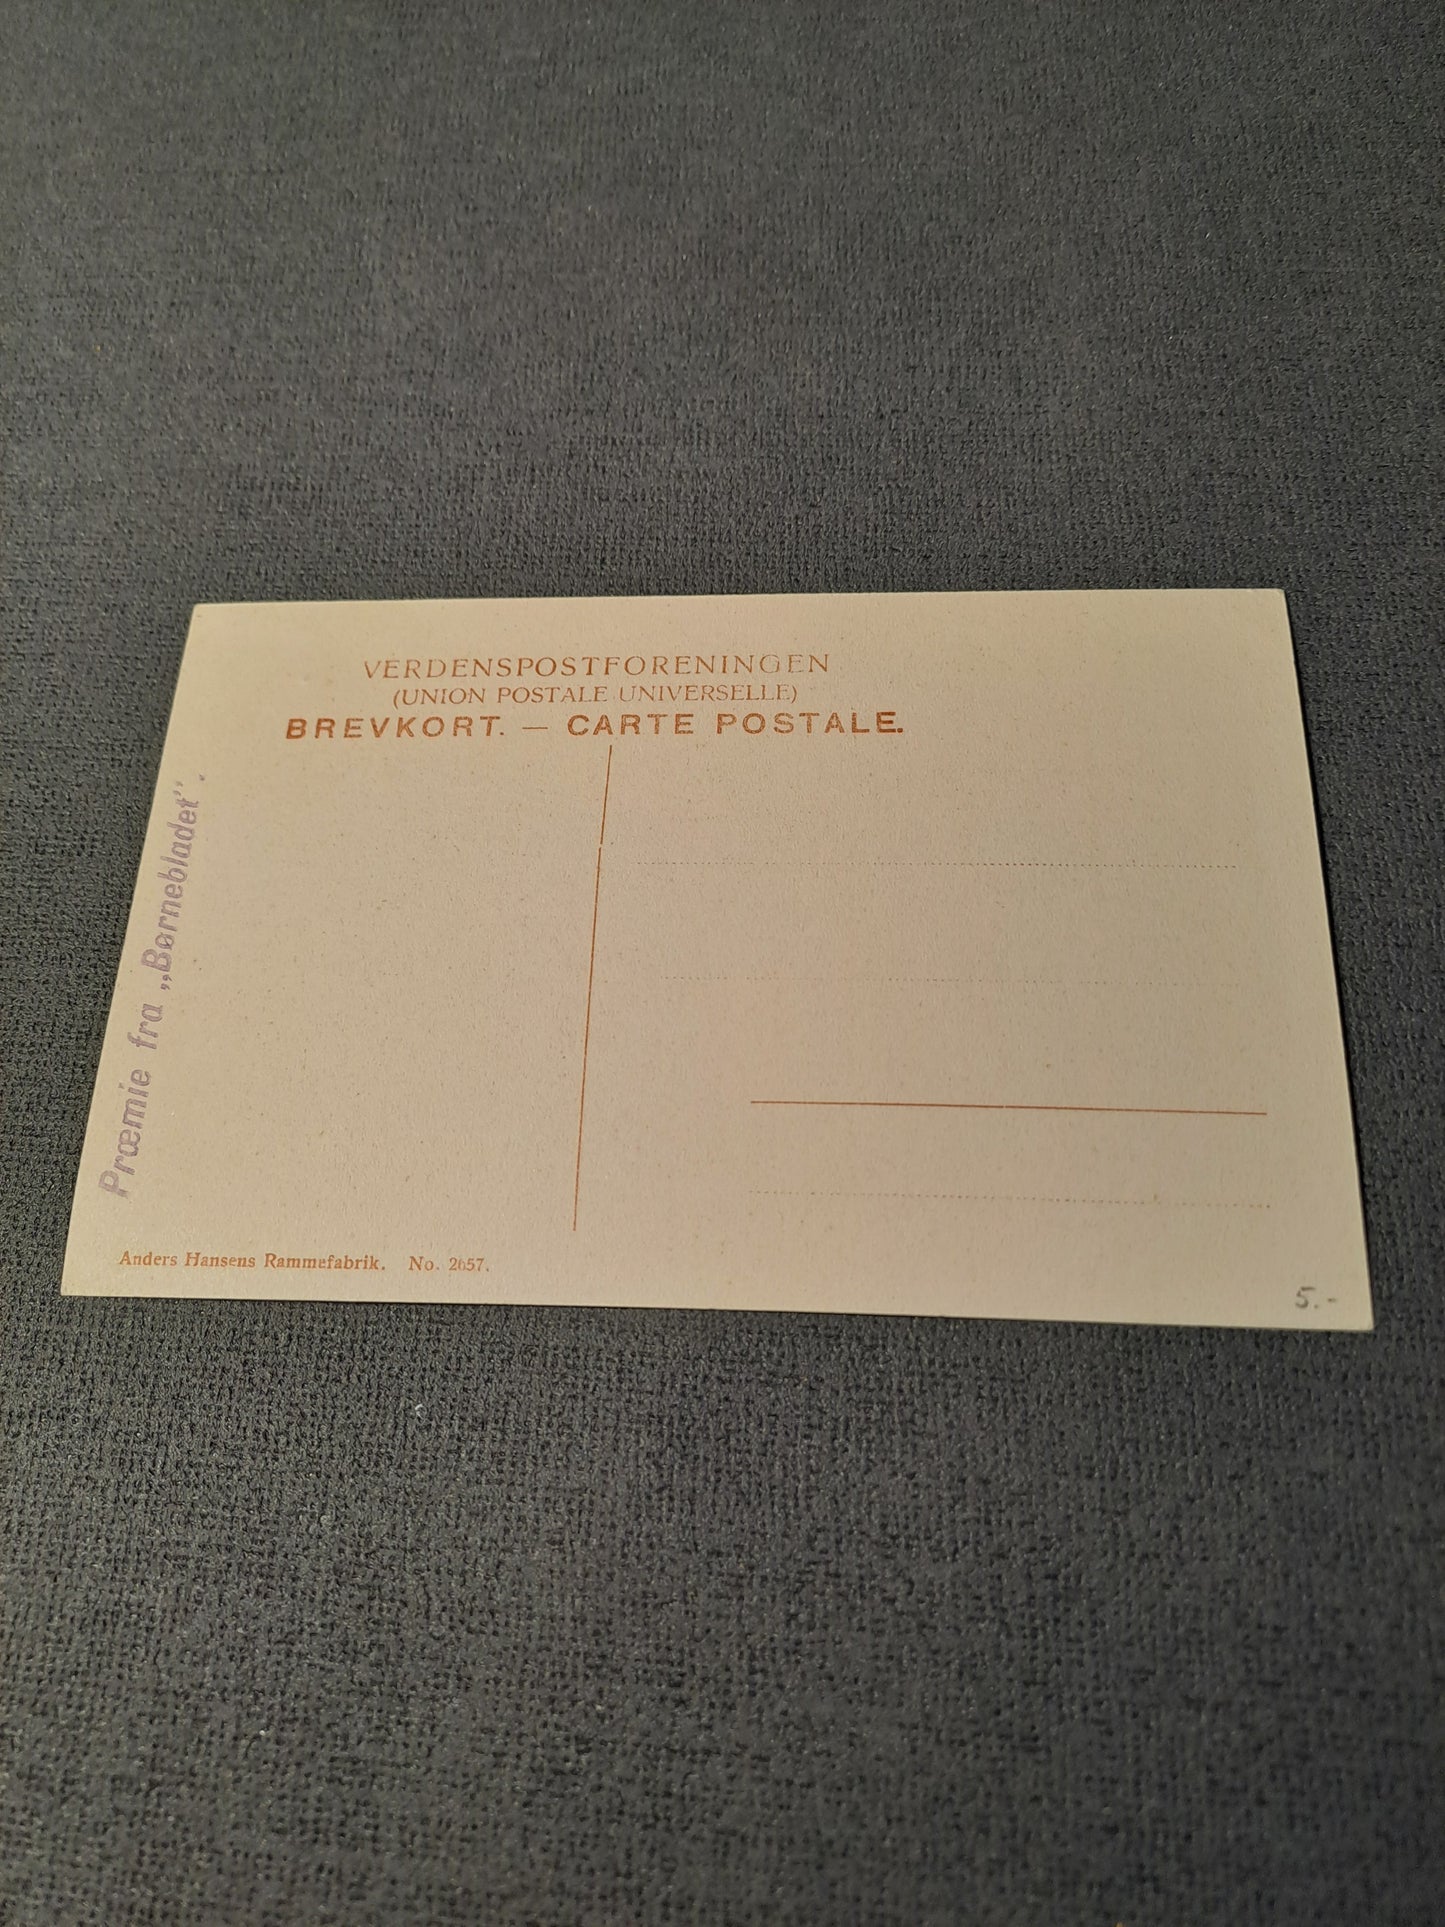 VERDENSPOSTFORENINGEN
(UNION POSTALE UNIVERSELLE)
BREVKORT. — CARTE POSTALE.
Præmie fra „Børnebladet".
Anders Hansens Rammefabrik. No. 2657.
5.-